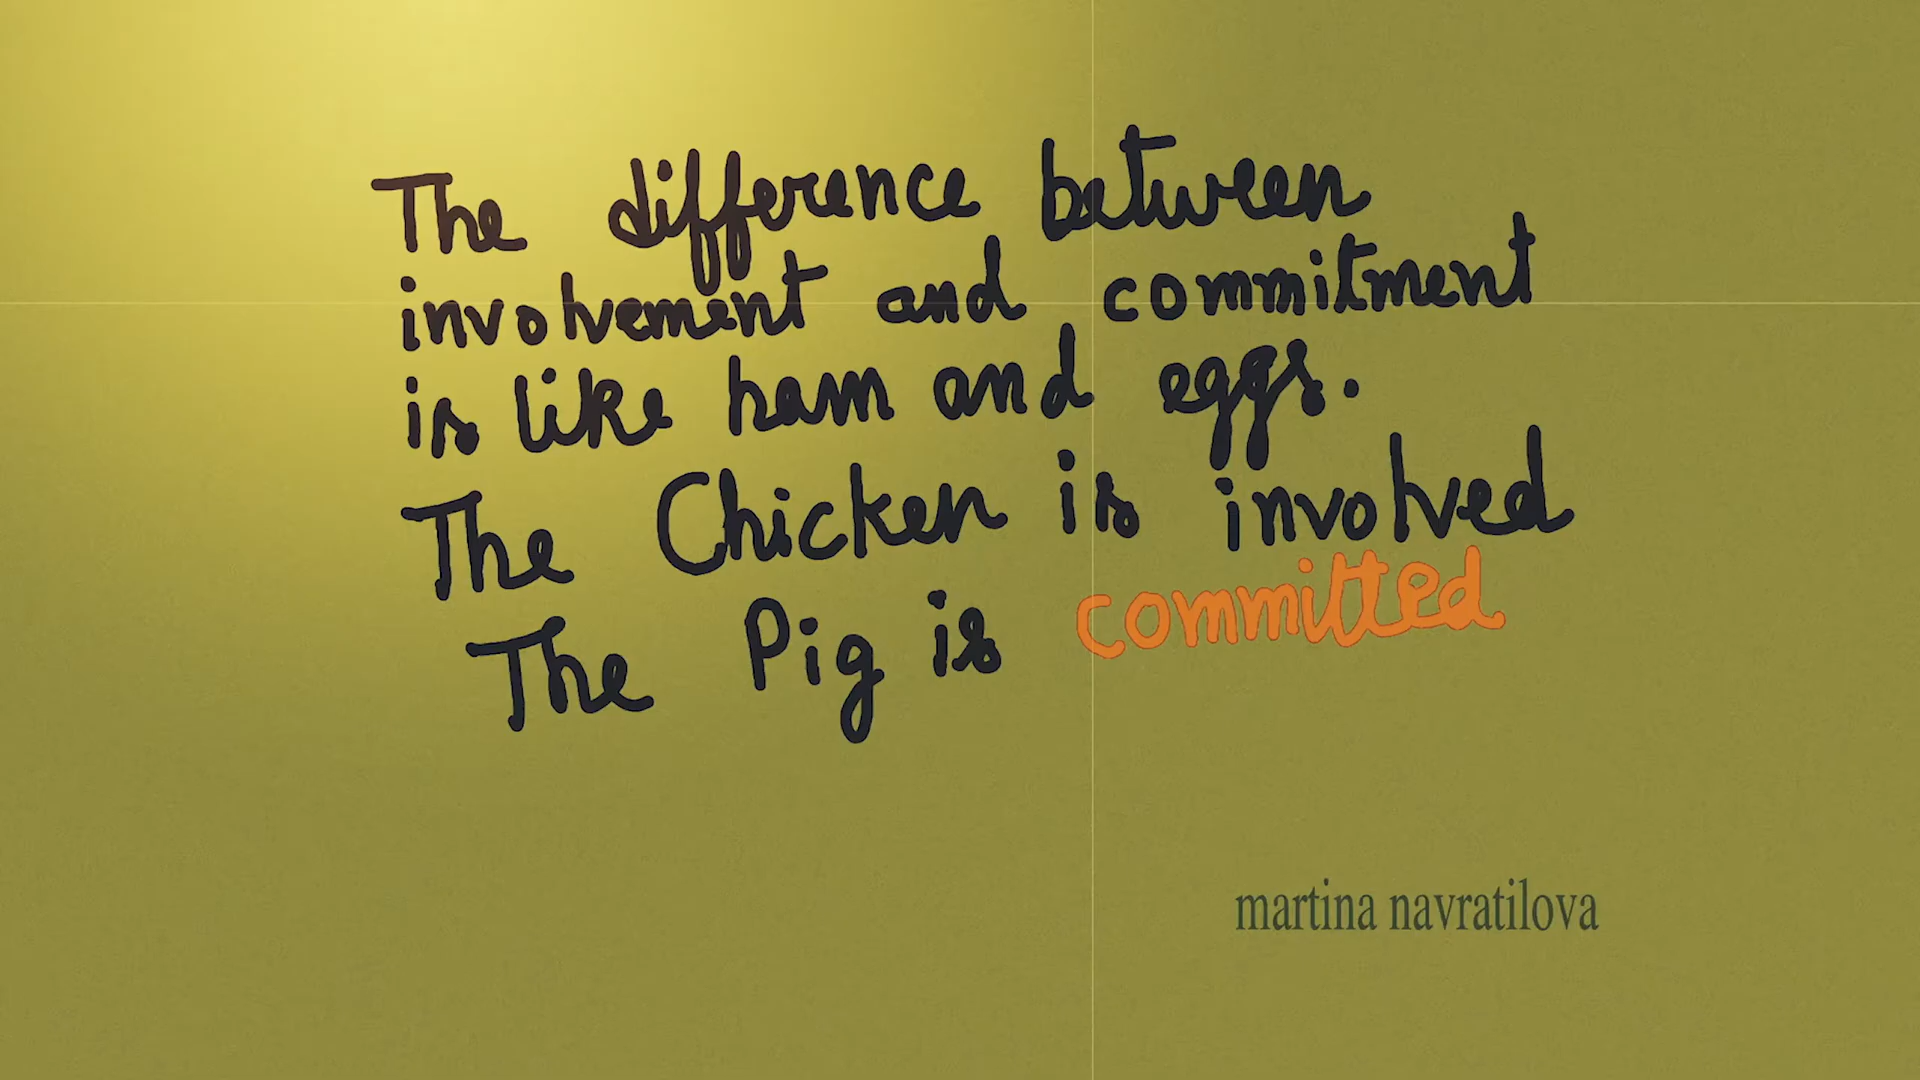 The difference between
involvement and commitment
is like ham and eggs.
The Chicken is involved
The Pig is committed
martina navratilova